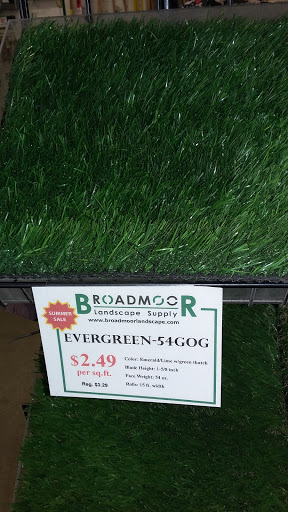 SUMMER
SALE
BROADMOOR
Landscape Supply
www.broadmoorlandscape.com
EVERGREEN-54GOG
$2.49
per sq.ft.
Reg. $3.29
Color: Emerald/Lime w/green thatch
Blade Height: 1-5/8 inch
Face Weight: 54 oz.
Rolls: 15 ft. width